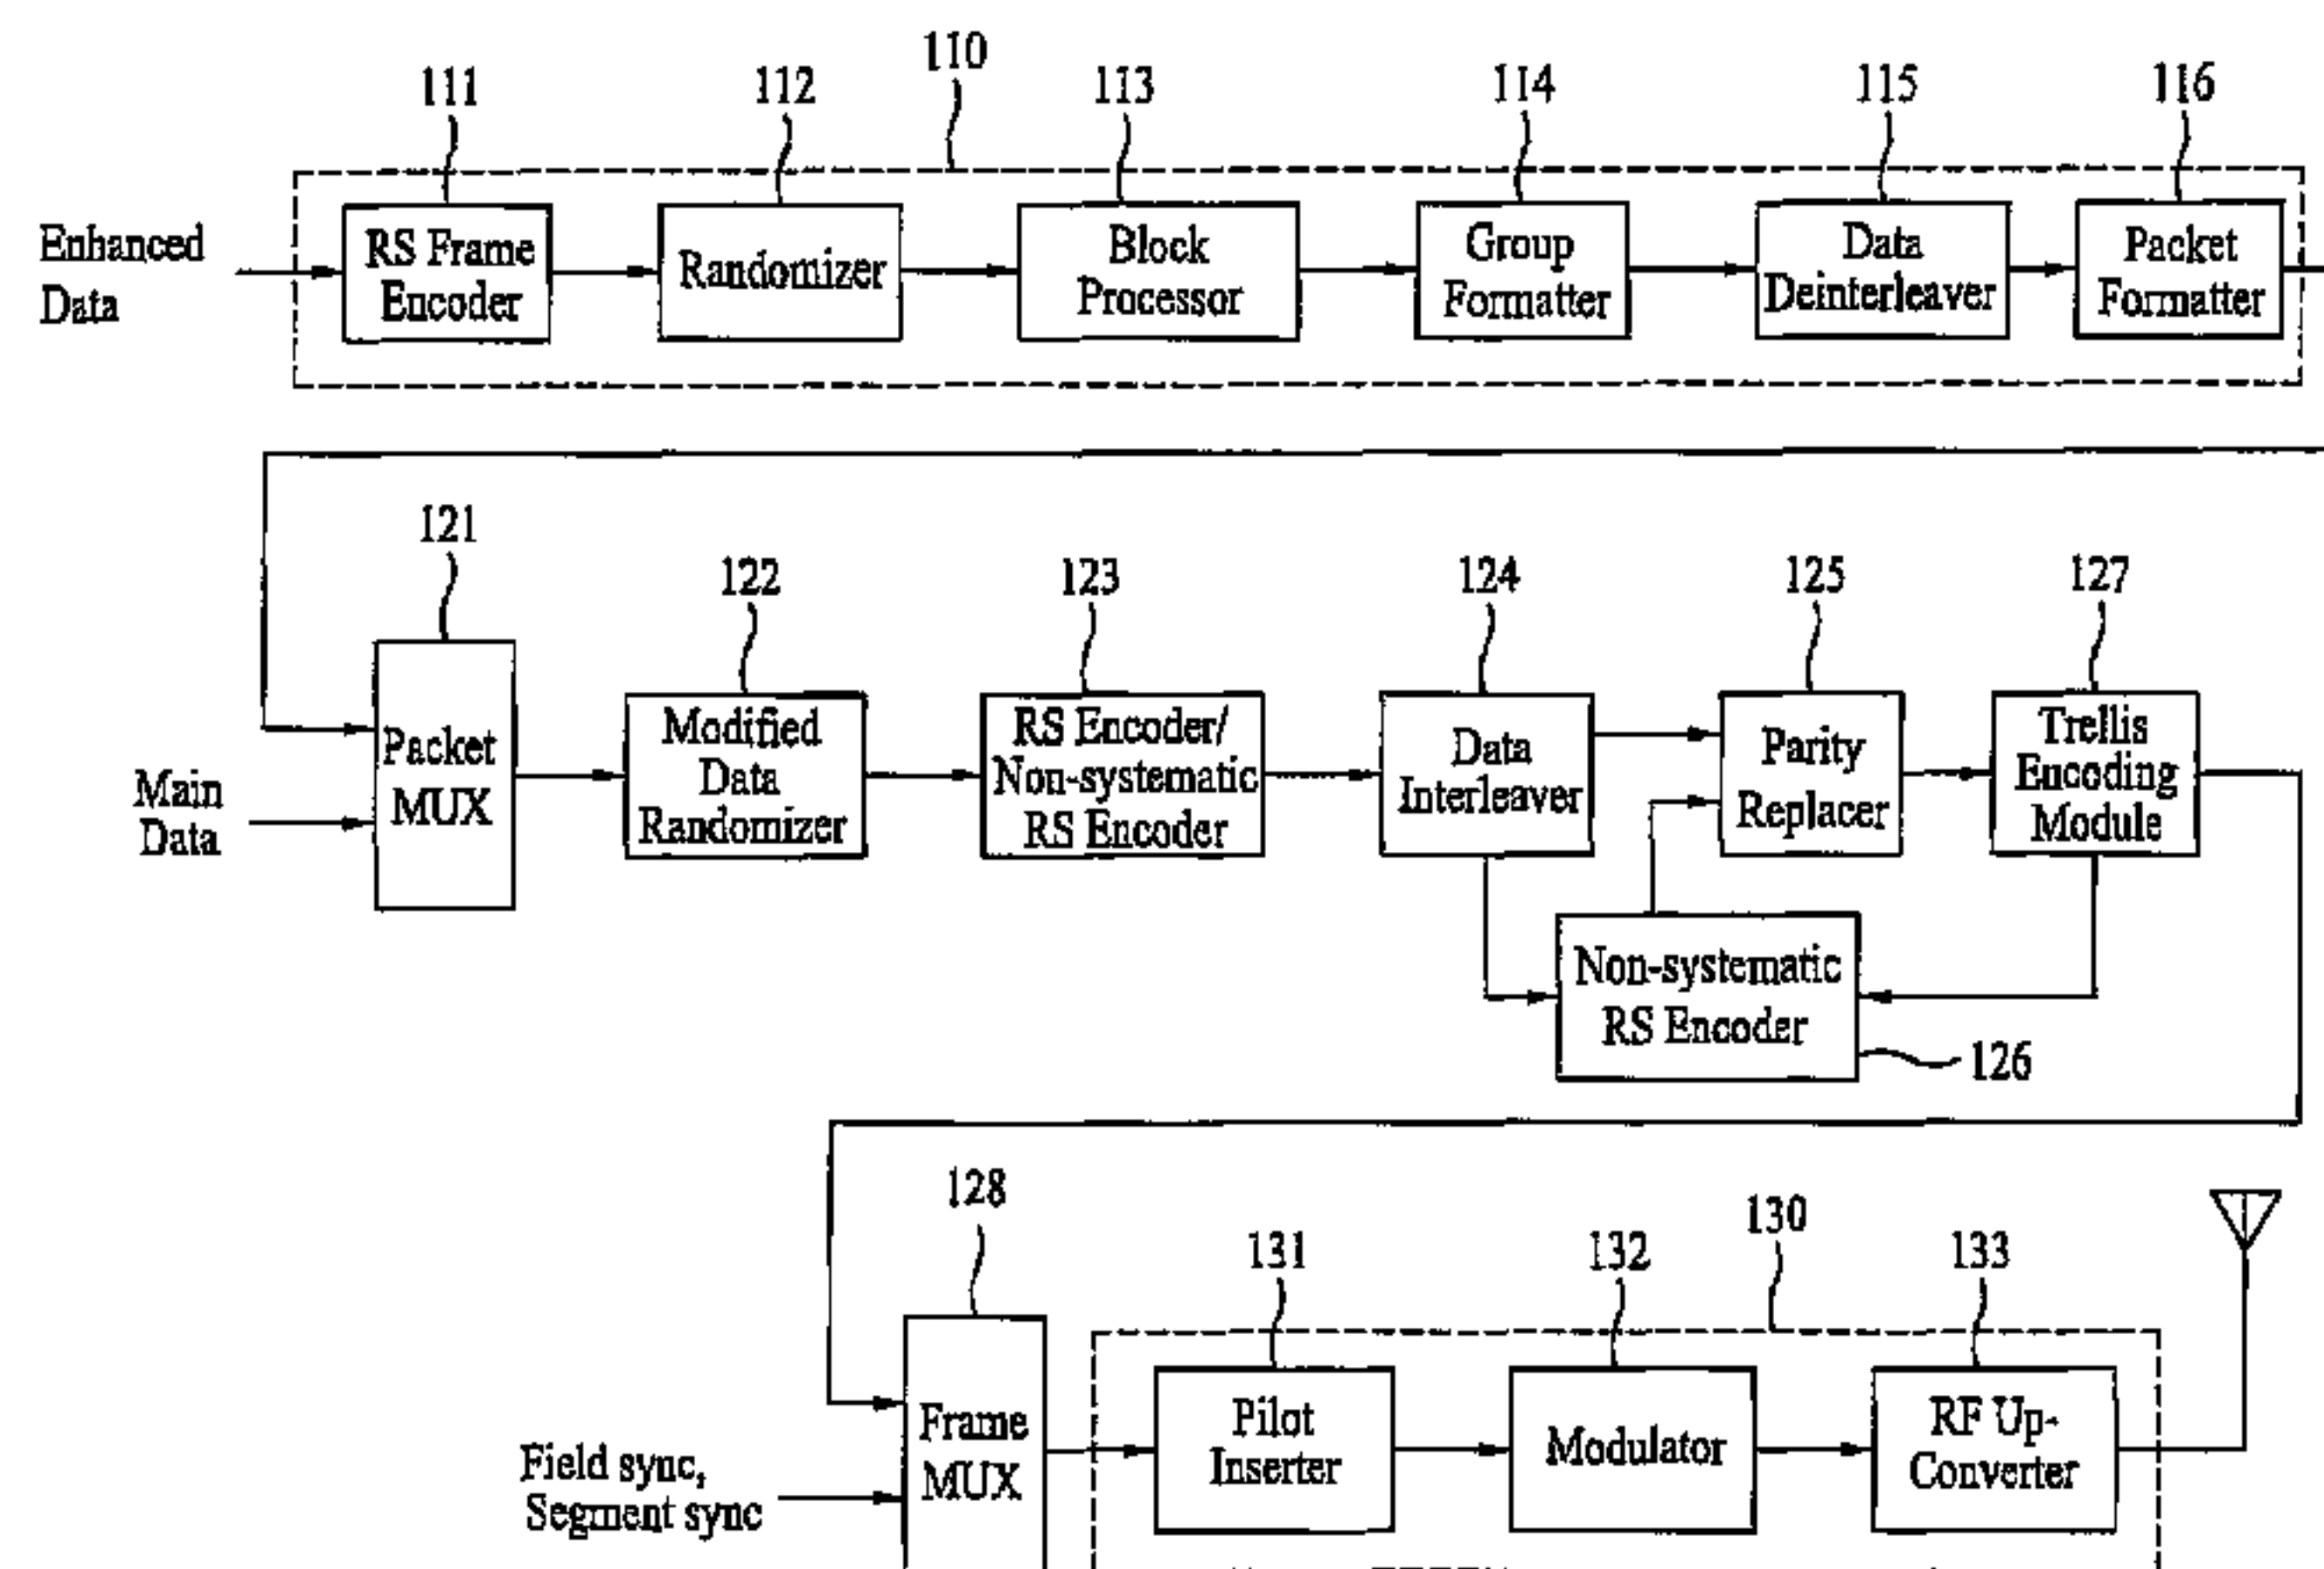 110
111
112
113
114
115
116
Enhanced
Data
RS Frame
Encoder
Randomizer
Block
Processor
Group
Formatter
Data
Deinterleaver
Packet
Formatter
121
122
123
124
125
127
Main
Data
Packet
MUX
Modified
Data
Randomizer
RS Encoder/
Non-systematic
RS Encoder
Data
Interleaver
Parity
Replacer
Trellis
Encoding
Module
Non-systematic
RS Encoder
126
128
130
131
132
133
Field sync,
Segment sync
Frame
MUX
Pilot
Inserter
Modulator
RF Up-
Converter